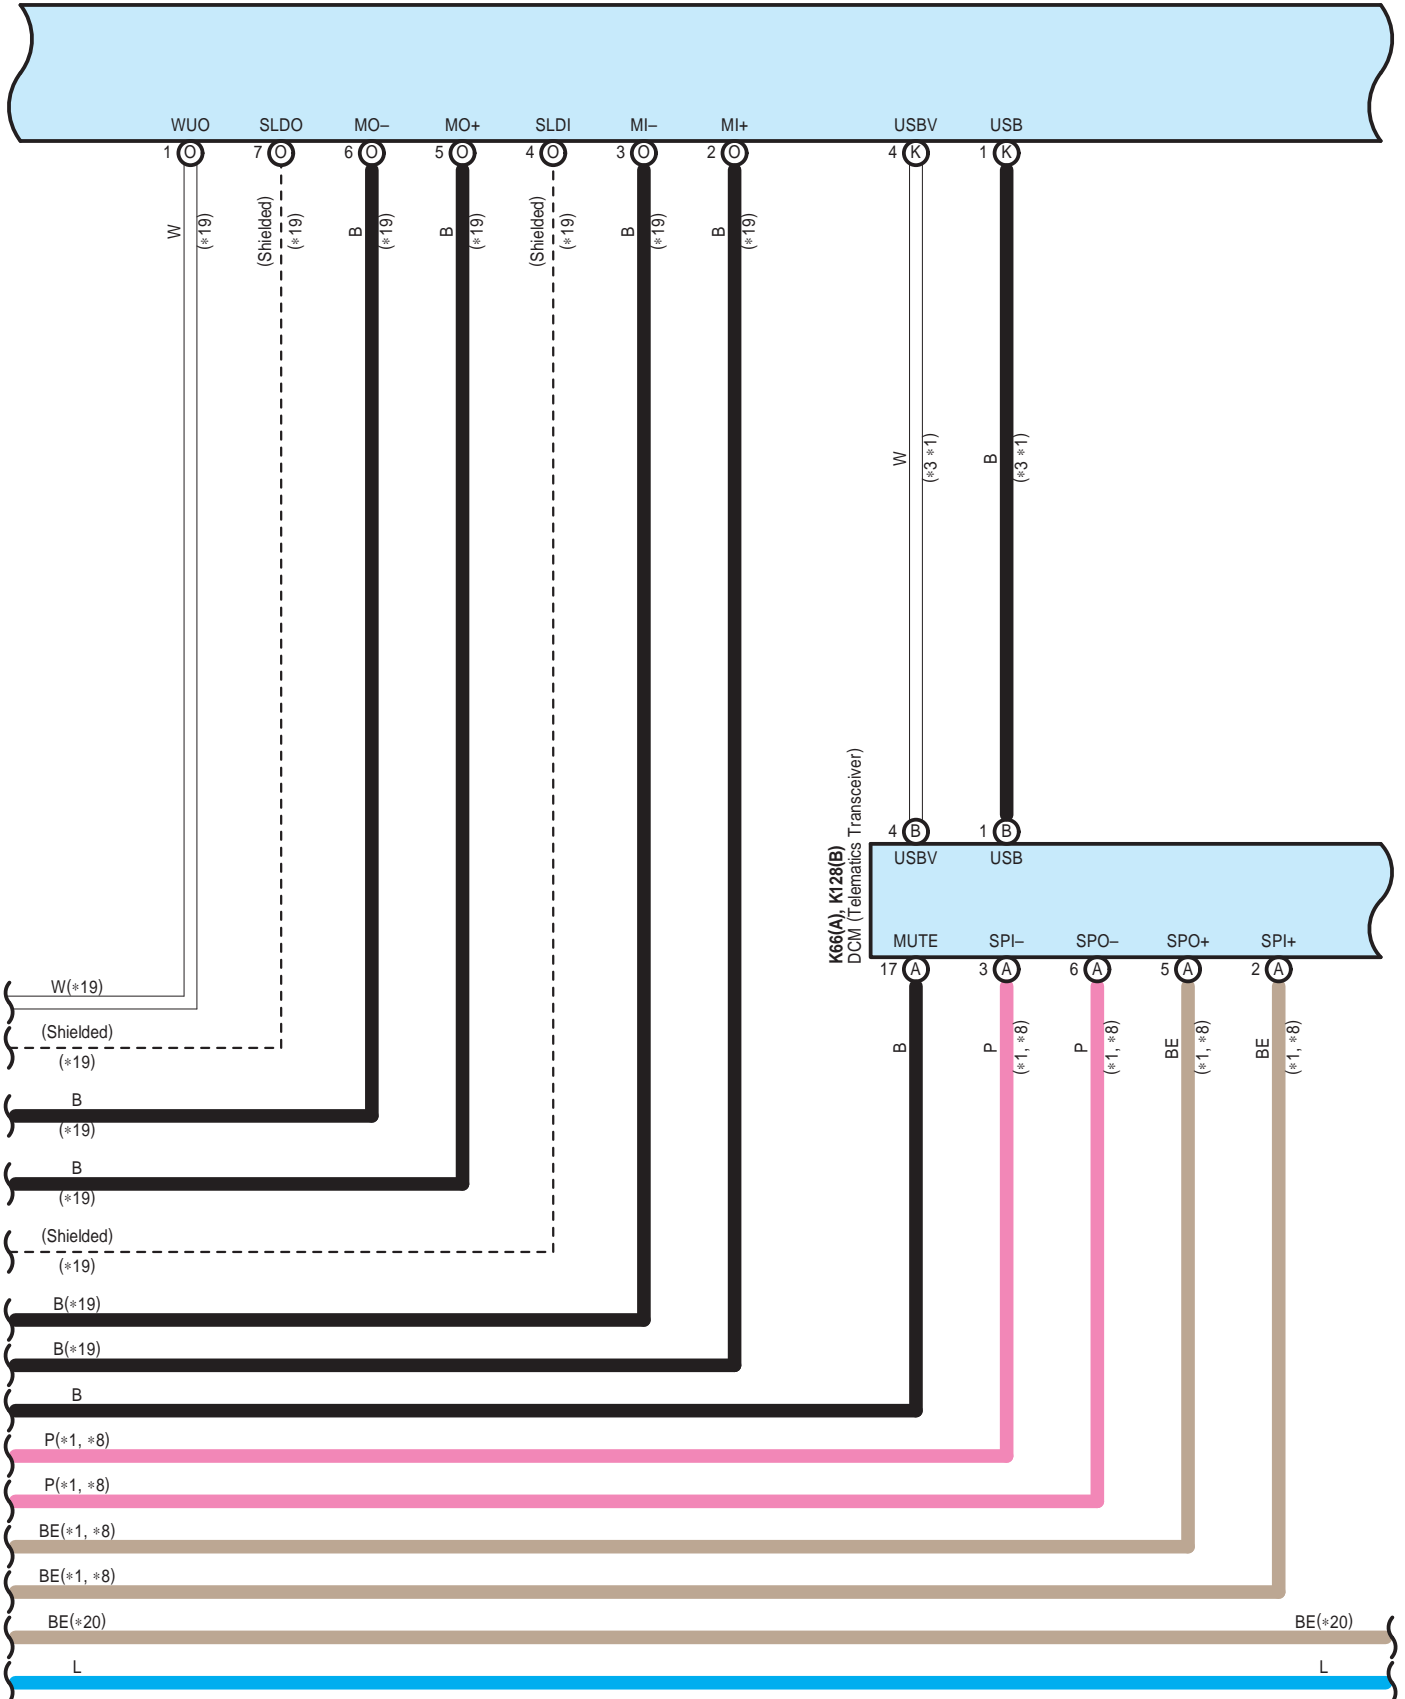 WUO SLDO MO– MO+ SLDI MI– MI+ USBV USB
1 O 7 O 6 O 5 O 4 O 3 O 2 O 4 K 1 K
W (*19) (Shielded) (*19) B (*19) B (*19) (Shielded) (*19) B (*19) B (*19)
W (*3 *1) B (*3 *1)
K66(A), K128(B)
DCM (Telematics Transceiver)
4 B 1 B
USBV USB
MUTE SPI– SPO– SPO+ SPI+
17 A 3 A 6 A 5 A 2 A
B P (*1, *8) P (*1, *8) BE (*1, *8) BE (*1, *8)
W(*19)
(Shielded)
(*19)
B
(*19)
B
(*19)
(Shielded)
(*19)
B(*19)
B(*19)
B
P(*1, *8)
P(*1, *8)
BE(*1, *8)
BE(*1, *8)
BE(*20) BE(*20)
L L